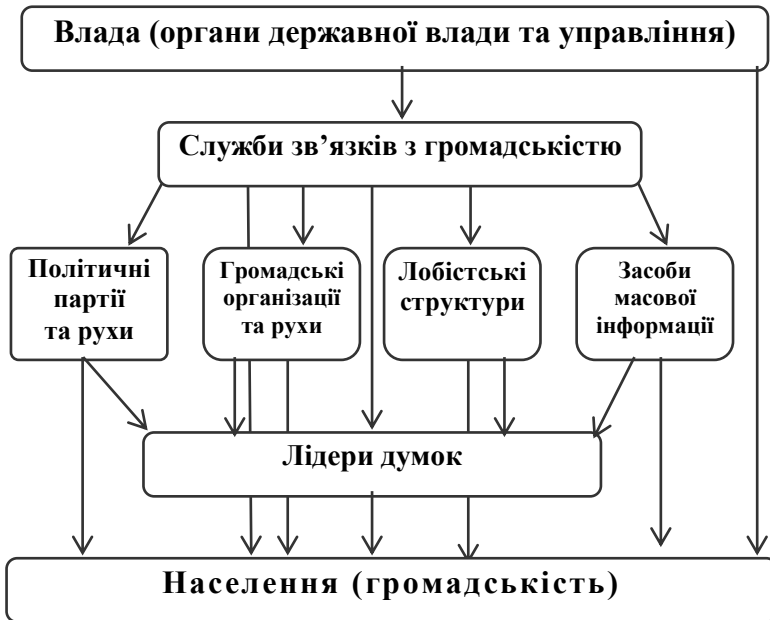 Влада (органи державної влади та управління)
Служби зв’язків з громадськістю
Політичні
партії
та рухи
Громадські
організації
та рухи
Лобістські
структури
Засоби
масової
інформації
Лідери думок
Населення (громадськість)